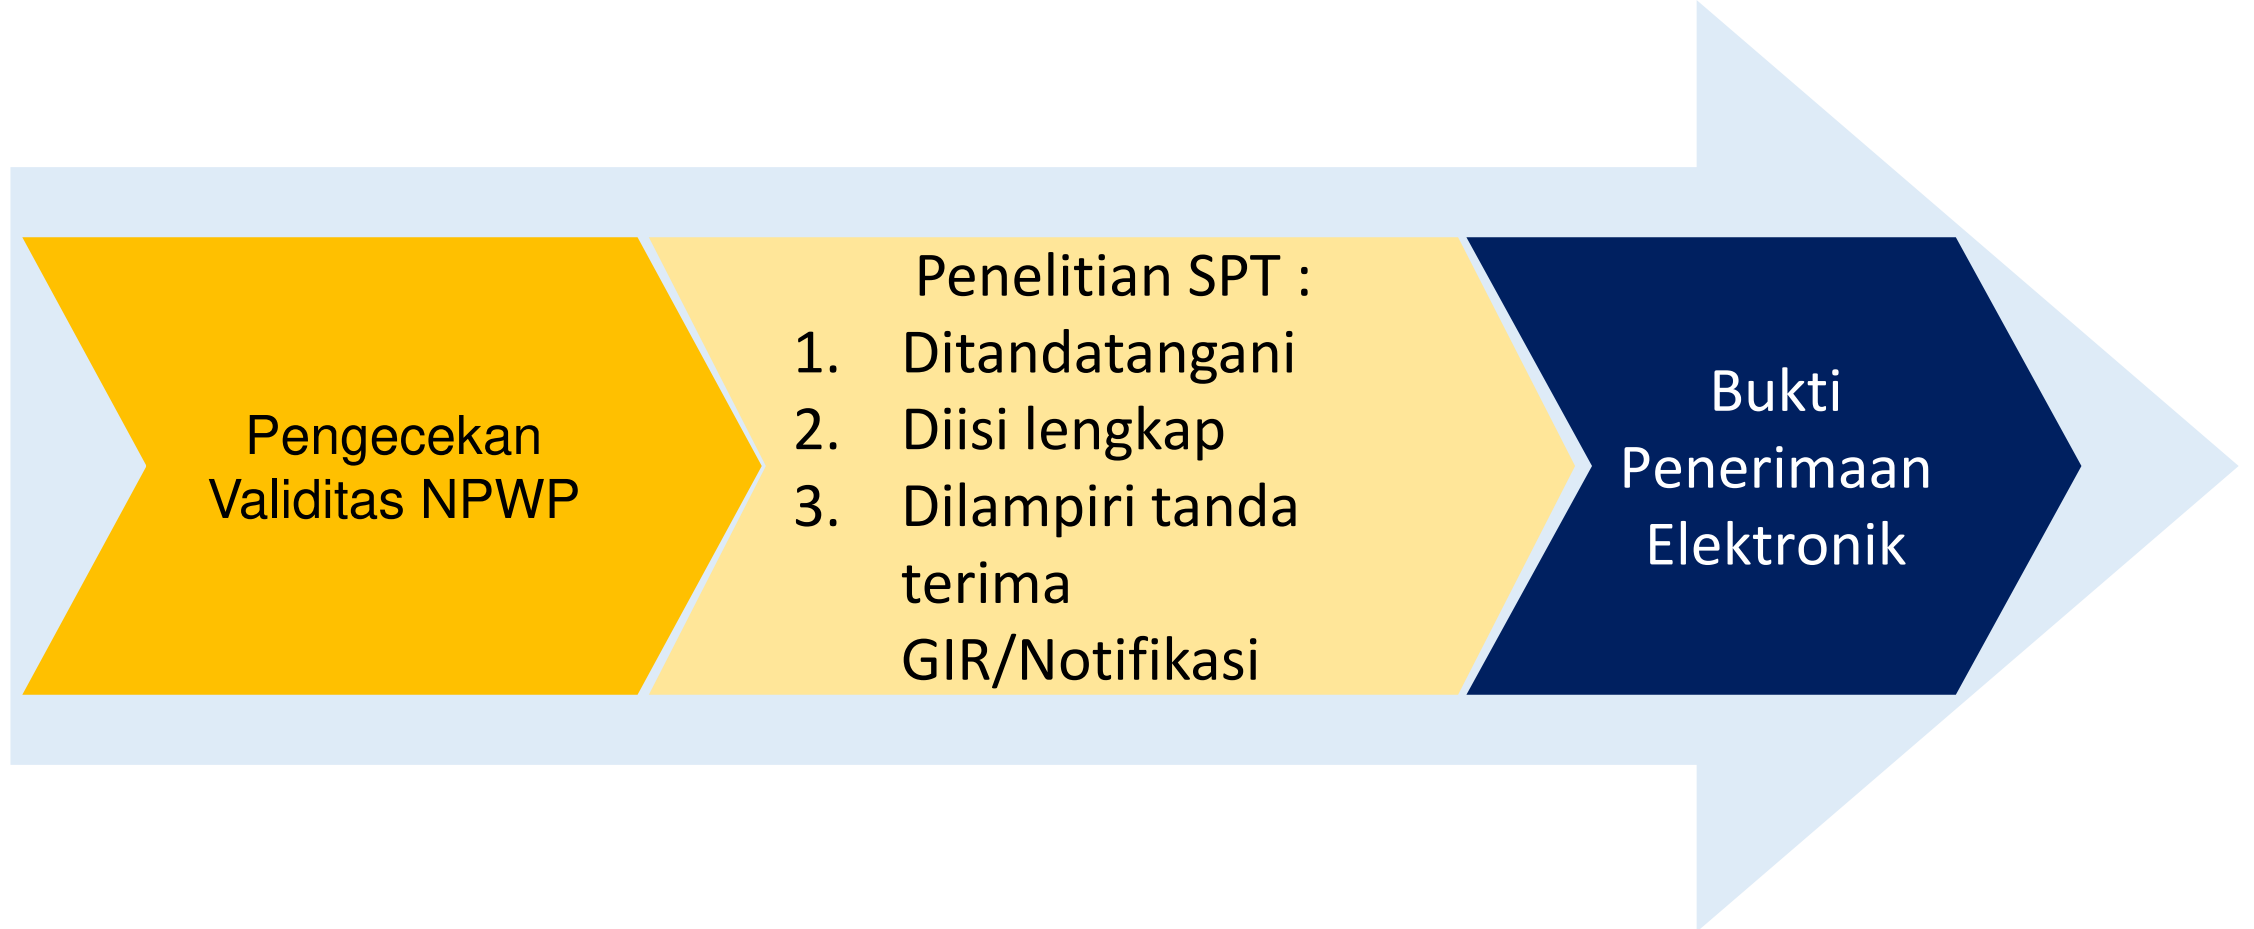 Pengecekan
Validitas NPWP
Penelitian SPT :
1. Ditandatangani
2. Diisi lengkap
3. Dilampiri tanda
terima
GIR/Notifikasi
Bukti
Penerimaan
Elektronik